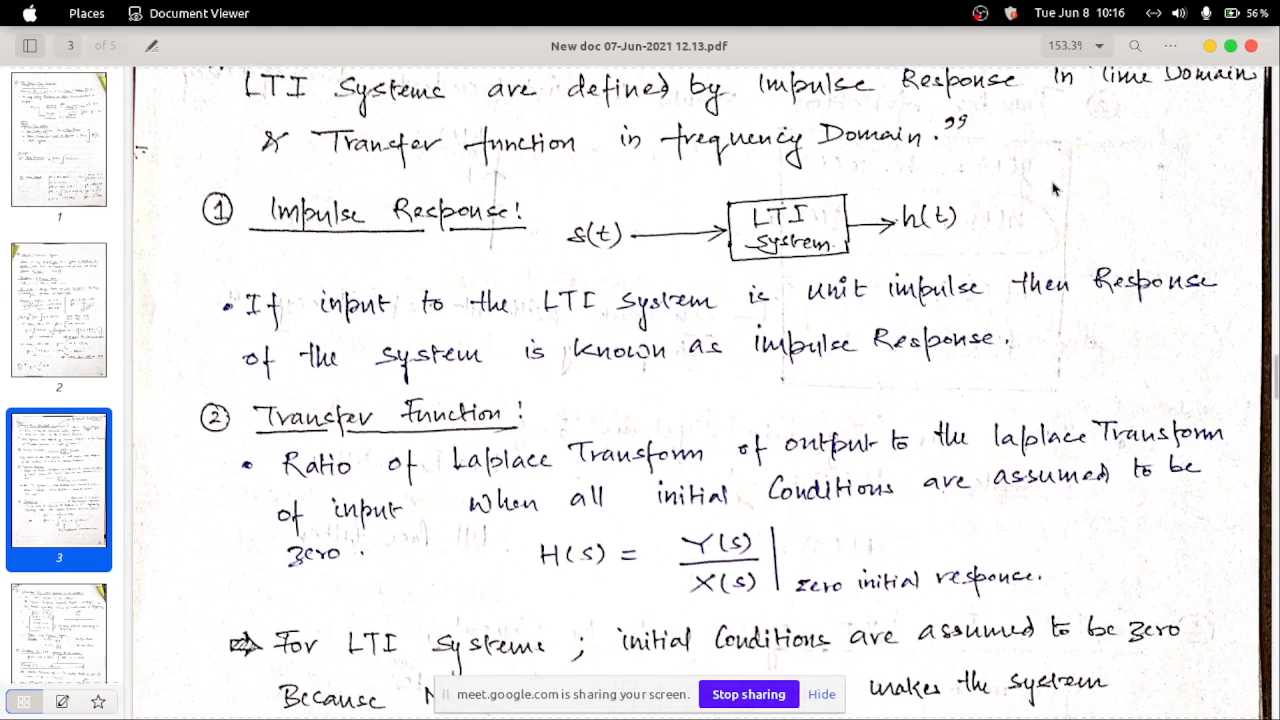 Places
Document Viewer
Tue Jun 8 10:16
56%
3 of 5
New doc 07-Jun-2021 12.13.pdf
153.39
LTI Systems are defined by Impulse Response in Time Domain
& Transfer function in frequency Domain."
① Impulse Response:
δ(t)
LTI
System
h(t)
• If input to the LTI system is unit impulse then Response
of the system is known as impulse Response.
② Transfer Function:
• Ratio of Laplace Transform of output to the laplace Transform
of input when all initial Conditions are assumed to be
zero.
H(s) = Y(s)/X(s) | zero initial response.
⇒ For LTI Systems; initial Conditions are assumed to be zero
Because makes the system
1
2
3
meet.google.com is sharing your screen.
Stop sharing
Hide